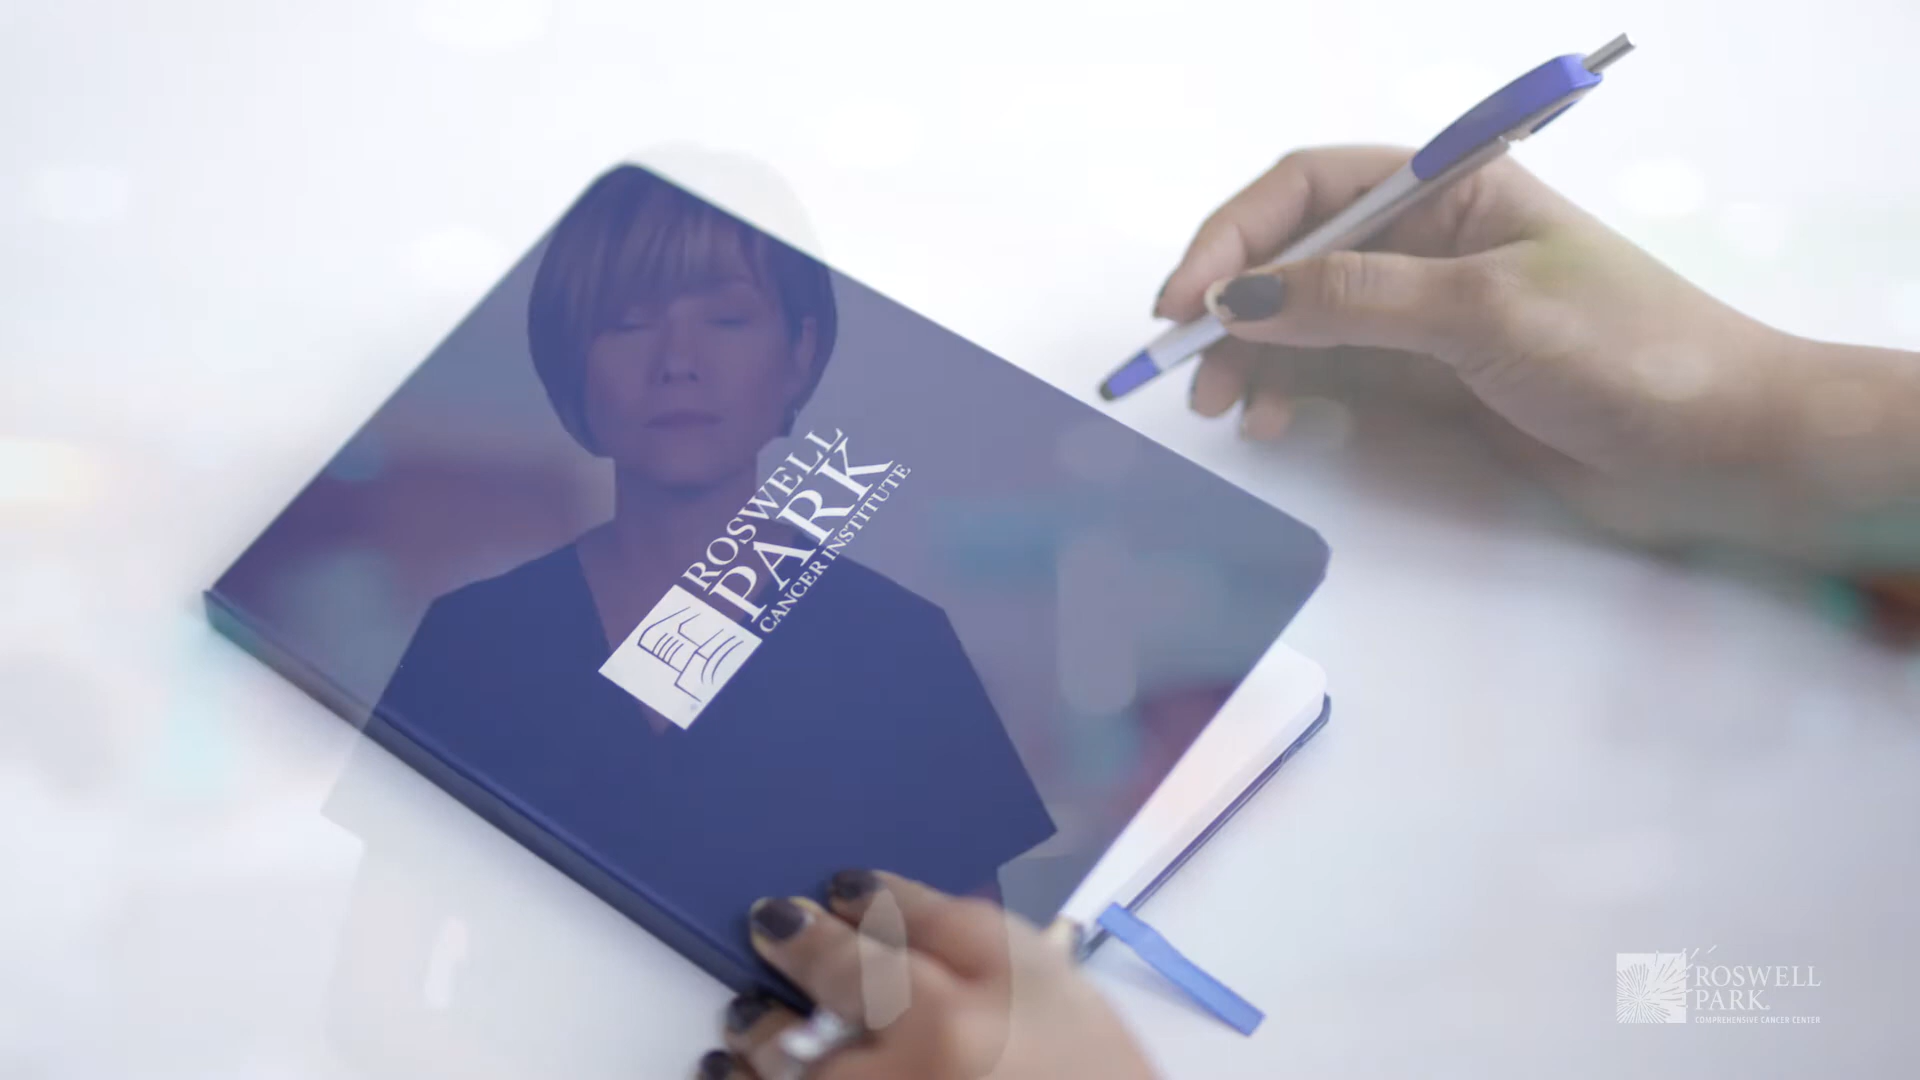 ROSWELL
PARK
CANCER INSTITUTE
ROSWELL
PARK
COMPREHENSIVE CANCER CENTER